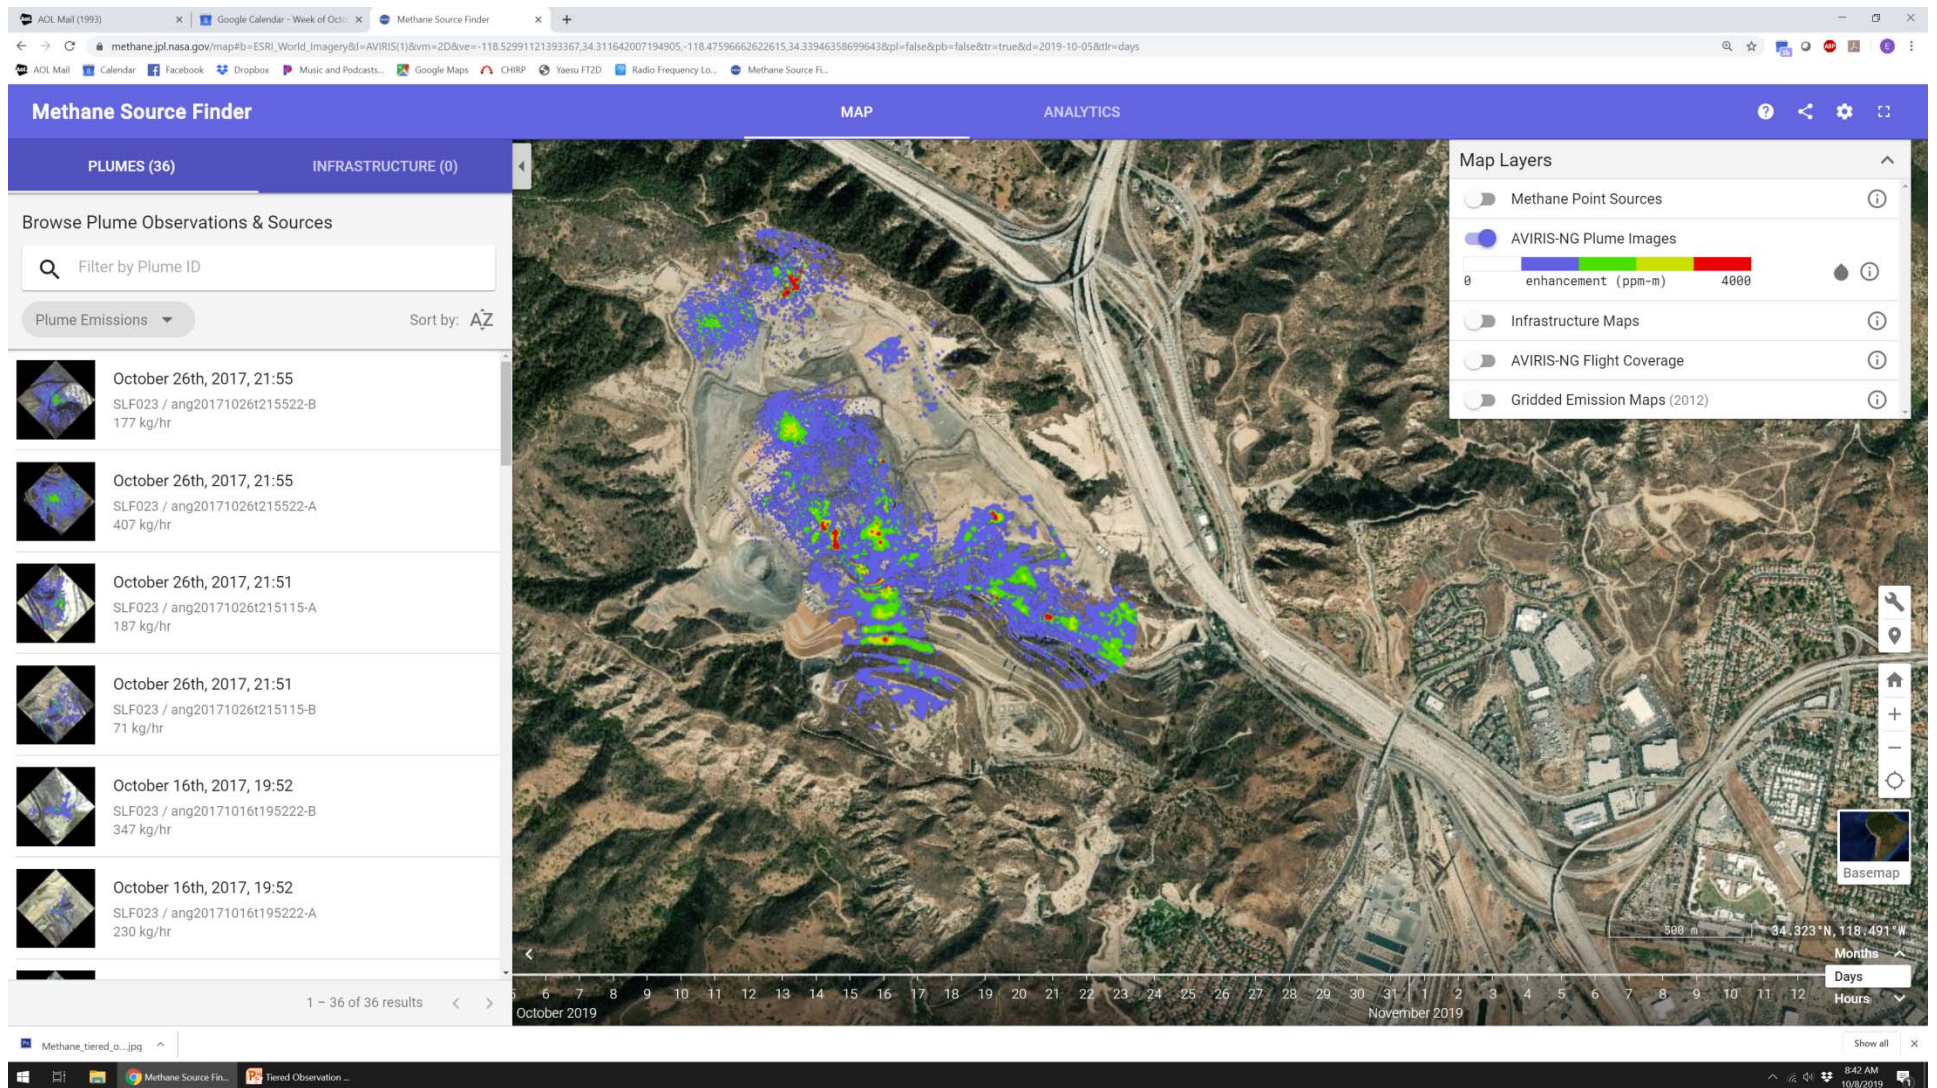 AOL Mail (1993)
Google Calendar - Week of Octo
Methane Source Finder
methane.jpl.nasa.gov/map#b=ESRI_World_Imagery&l=AVIRIS(1)&vm=2D&ve=-118.52991121393367,34.311642007194905,-118.47596662622615,34.33946358699643&pl=false&pb=false&tr=true&d=2019-10-05&tlr=days
AOL Mail Calendar Facebook Dropbox Music and Podcasts... Google Maps CHIRP Yaesu FT2D Radio Frequency Lo... Methane Source Fi...
Methane Source Finder
MAP
ANALYTICS
PLUMES (36)
INFRASTRUCTURE (0)
Browse Plume Observations & Sources
Filter by Plume ID
Plume Emissions
Sort by: AZ
October 26th, 2017, 21:55
SLF023 / ang20171026t215522-B
177 kg/hr
October 26th, 2017, 21:55
SLF023 / ang20171026t215522-A
407 kg/hr
October 26th, 2017, 21:51
SLF023 / ang20171026t215115-A
187 kg/hr
October 26th, 2017, 21:51
SLF023 / ang20171026t215115-B
71 kg/hr
October 16th, 2017, 19:52
SLF023 / ang20171016t195222-B
347 kg/hr
October 16th, 2017, 19:52
SLF023 / ang20171016t195222-A
230 kg/hr
1 – 36 of 36 results
Map Layers
Methane Point Sources
AVIRIS-NG Plume Images
0 enhancement (ppm-m) 4000
Infrastructure Maps
AVIRIS-NG Flight Coverage
Gridded Emission Maps (2012)
Basemap
500 m
34.323°N, 118.491°W
Months
Days
Hours
5 6 7 8 9 10 11 12 13 14 15 16 17 18 19 20 21 22 23 24 25 26 27 28 29 30 31 1 2 3 4 5 6 7 8 9 10 11 12
October 2019
November 2019
Methane_tiered_o....jpg
Show all
Methane Source Fin...
Tiered Observation ...
8:42 AM
10/8/2019